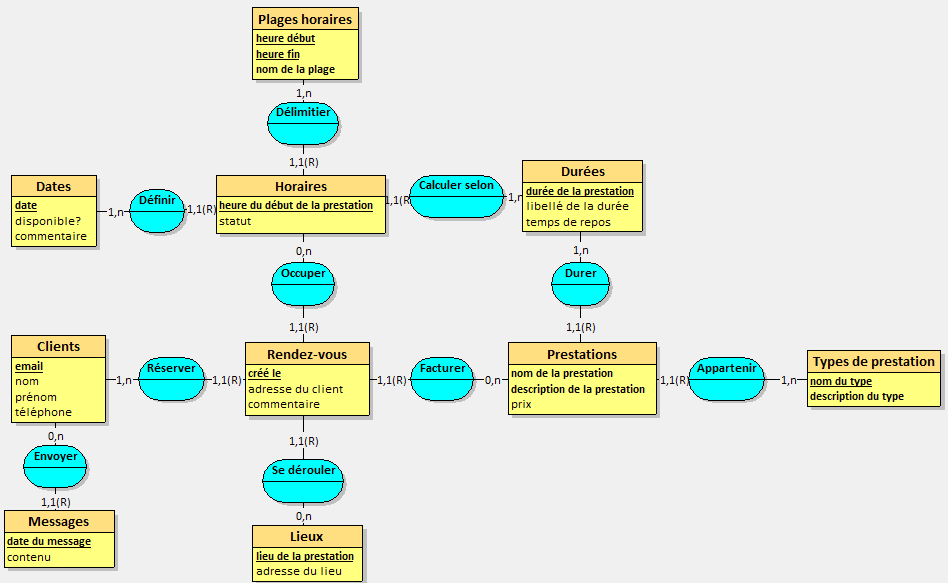 Plages horaires
heure début
heure fin
nom de la plage
1,n
Délimitier
1,1(R)
Dates
date
disponible?
commentaire
1,n
Définir
1,1(R)
Horaires
heure du début de la prestation
statut
1,1(R
Calculer selon
1,n
Durées
durée de la prestation
libellé de la durée
temps de repos
0,n
Occuper
1,1(R)
1,n
Durer
1,1(R)
Clients
email
nom
prénom
téléphone
1,n
Réserver
1,1(R)
Rendez-vous
créé le
adresse du client
commentaire
1,1(R)
Facturer
0,n
Prestations
nom de la prestation
description de la prestation
prix
1,1(R)
Appartenir
1,n
Types de prestation
nom du type
description du type
0,n
Envoyer
1,1(R)
Messages
date du message
contenu
1,1(R)
Se dérouler
0,n
Lieux
lieu de la prestation
adresse du lieu